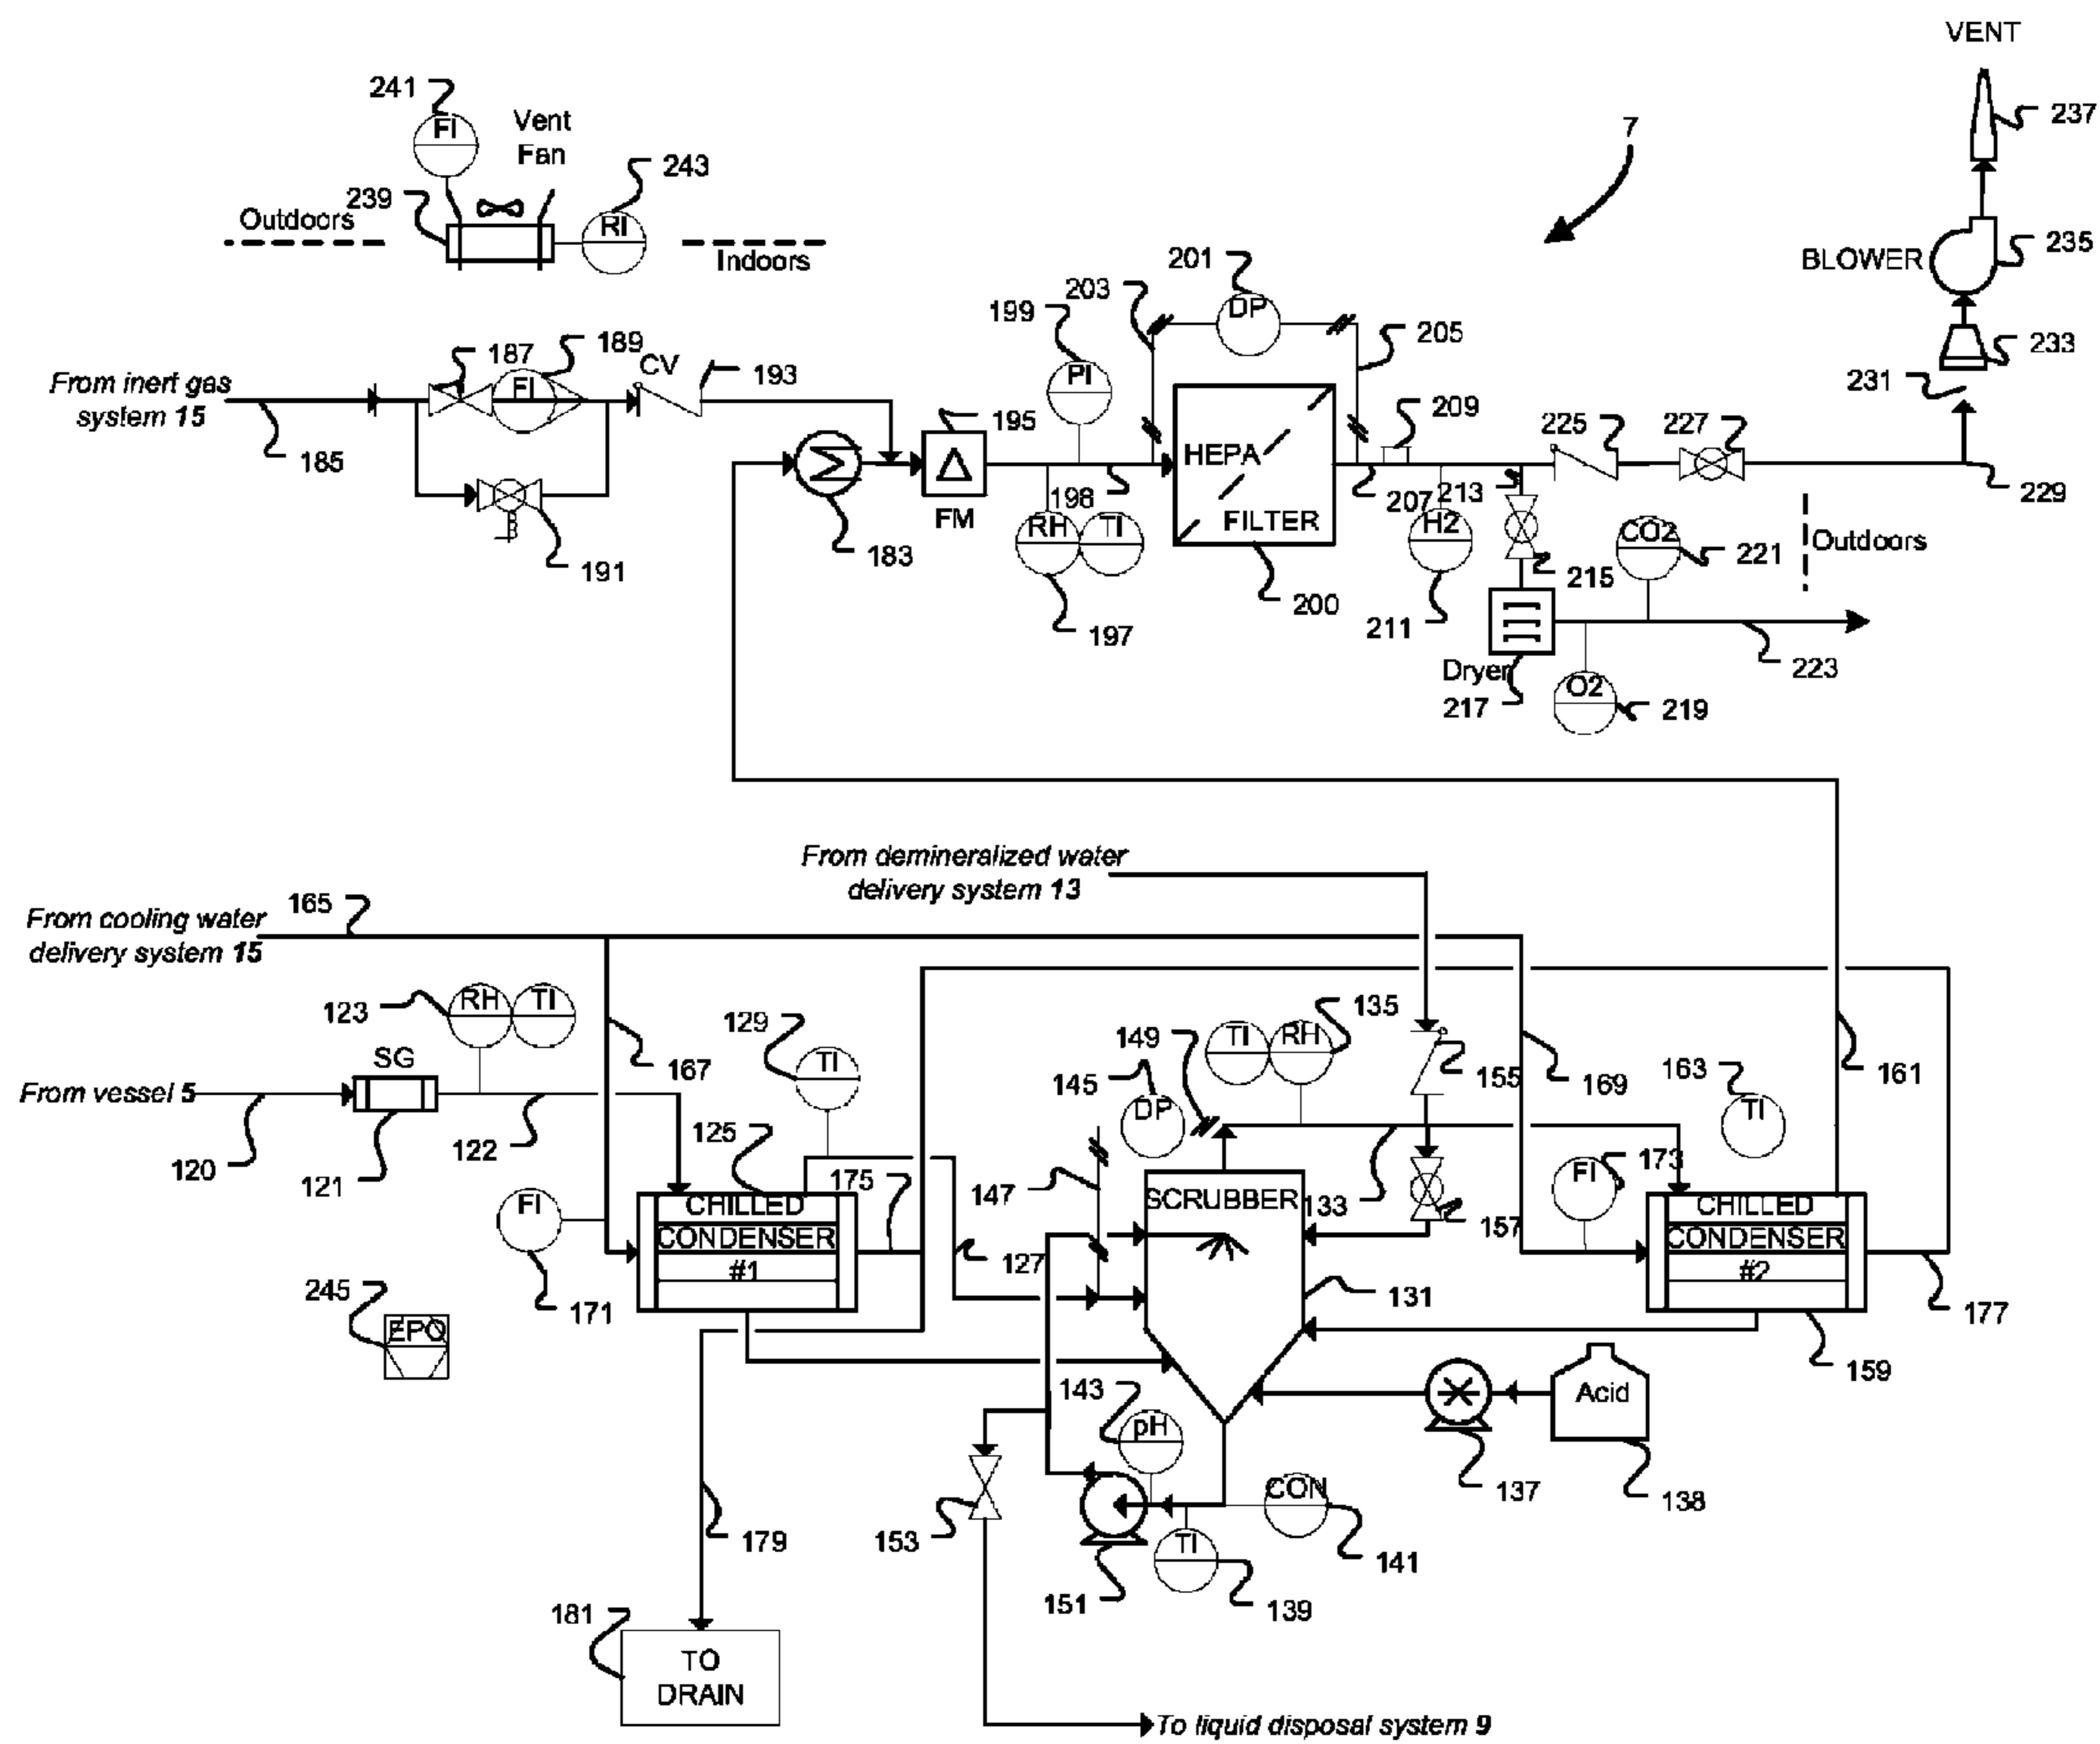 VENT
241
FI
Vent
Fan
237
7
243
239
RI
Outdoors
Indoors
235
BLOWER
201
DP
203
199
205
PI
187
189
FI
CV
193
From inert gas
system 15
185
191
233
231
209
225
227
195
FM
183
HEPA
FILTER
198
207
213
229
RH
TI
197
200
H2
211
215
CO2
221
Outdoors
Dryer
217
O2
219
223
From demineralized water
delivery system 13
165
From cooling water
delivery system 15
123
RH
TI
SG
From vessel 5
120
121
122
167
129
TI
125
175
149
145
DP
TI
RH
135
155
169
163
TI
161
147
SCRUBBER
133
157
FI
173
FI
171
CHILLED
CONDENSER
#1
127
131
CHILLED
CONDENSER
#2
177
159
245
EPO
143
pH
137
Acid
138
153
CON
141
151
TI
139
179
181
TO
DRAIN
To liquid disposal system 9